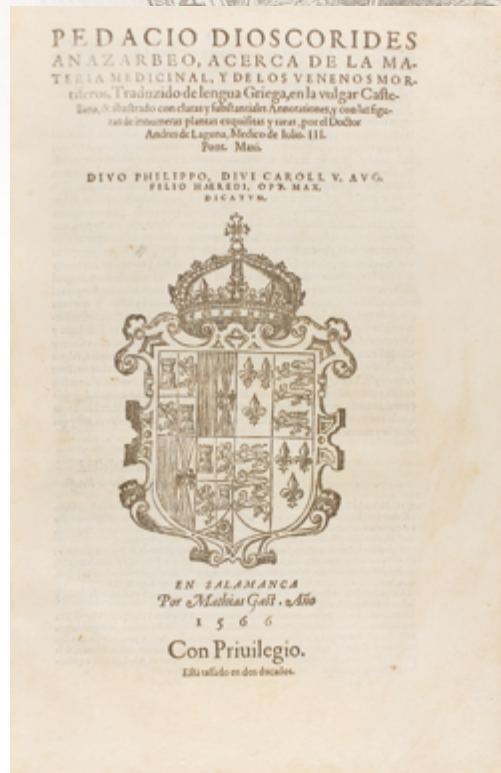 PEDACIO DIOSCORIDES
ANAZARBEO, ACERCA DE LA MA-
TERIA MEDICINAL, Y DE LOS VENENOS MOR-
tiferos, Traduzido de lengua Griega, en la vulgar Caste-
llana, & illustrado con claras y substantiales Annotationes, y con las figu-
ras de innumeras plantas exquisitas y raras, por el Doctor
Andres de Laguna, Medico de Iulio. III.
Pont. Maxi.
DIVO PHILIPPO, DIVI CAROLI V. AVG.
FILIO HAEREDI, OPT. MAX.
DICATVM.
EN SALAMANCA
Por Mathias Gast. Año
1566
Con Priuilegio.
Està tassado en dos ducados.